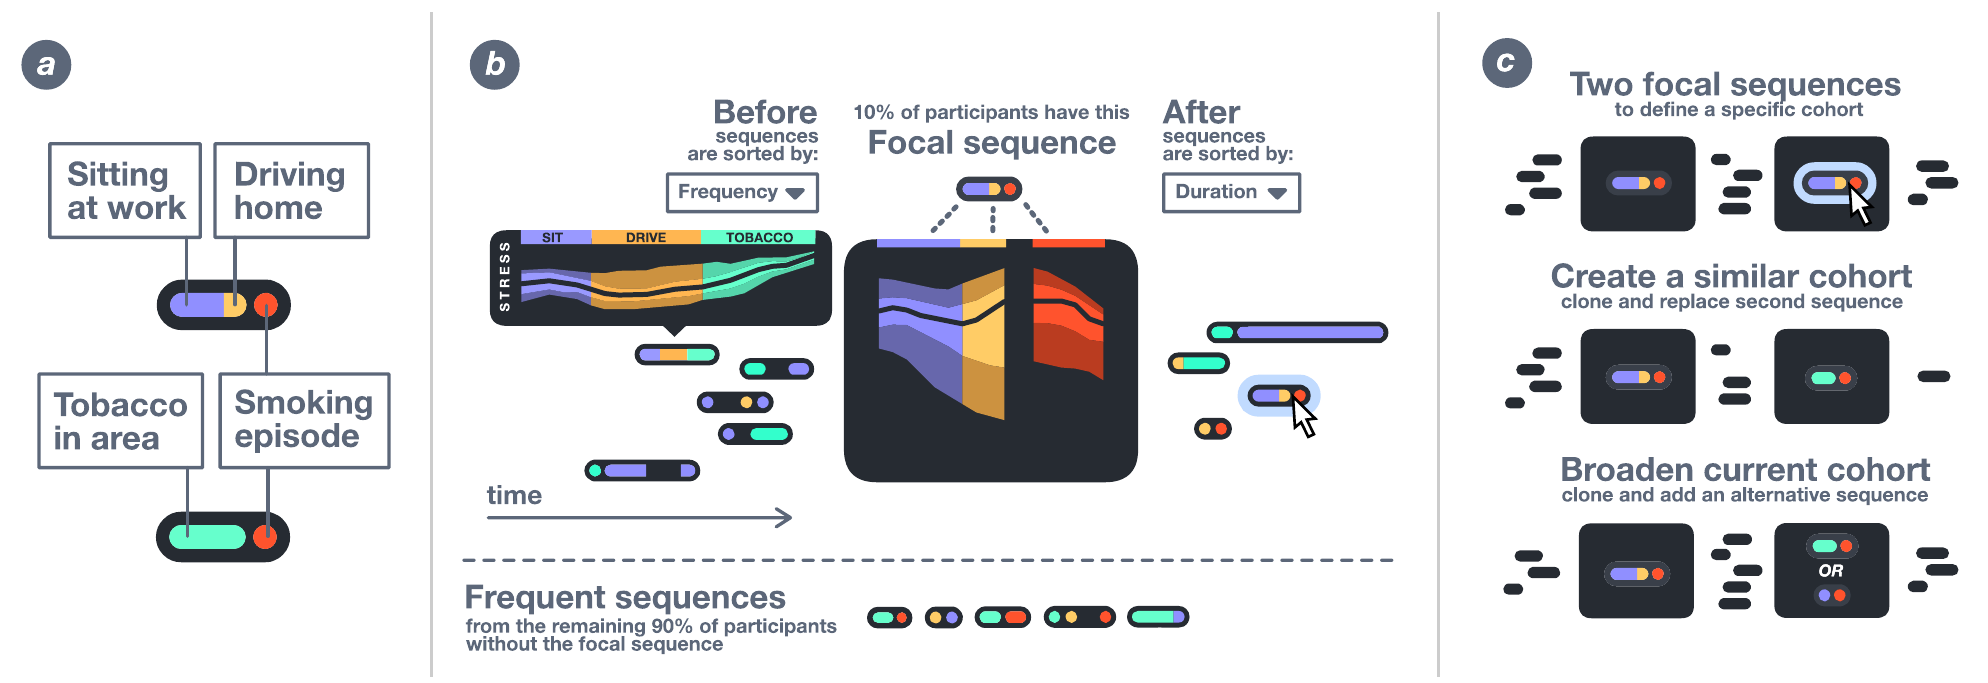 a
Sitting
at work
Driving
home
Tobacco
in area
Smoking
episode
b
Before
sequences
are sorted by:
Frequency
10% of participants have this
Focal sequence
After
sequences
are sorted by:
Duration
STRESS
SIT
DRIVE
TOBACCO
time
Frequent sequences
from the remaining 90% of participants
without the focal sequence
c
Two focal sequences
to define a specific cohort
Create a similar cohort
clone and replace second sequence
Broaden current cohort
clone and add an alternative sequence
OR